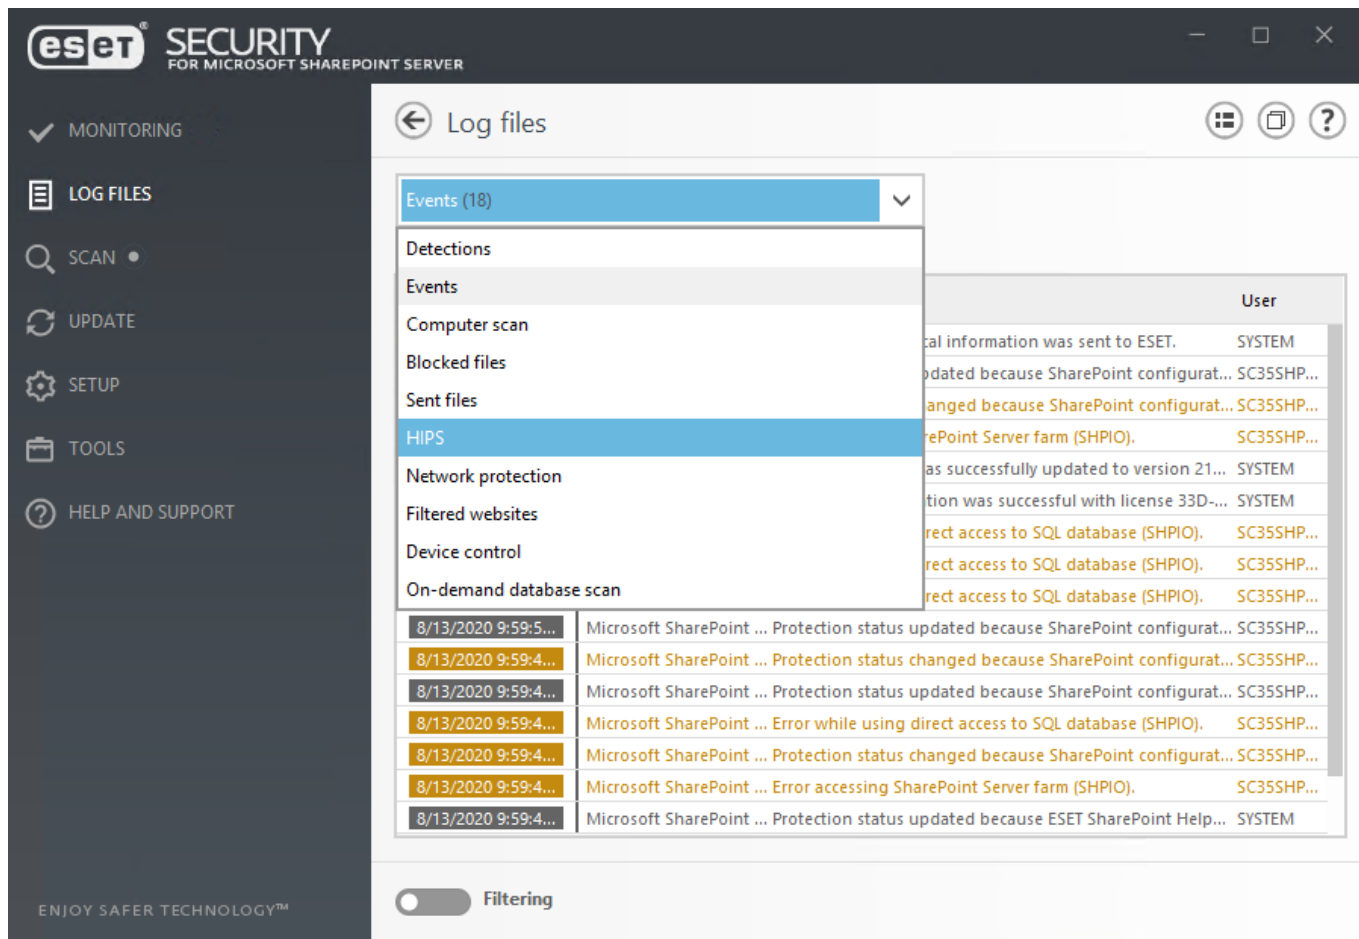 eseT® SECURITY
FOR MICROSOFT SHAREPOINT SERVER
MONITORING
LOG FILES
SCAN
UPDATE
SETUP
TOOLS
HELP AND SUPPORT
ENJOY SAFER TECHNOLOGY™
Log files
?
Events (18)
Detections
Events
Computer scan
Blocked files
Sent files
HIPS
Network protection
Filtered websites
Device control
On-demand database scan
User
cal information was sent to ESET. SYSTEM
pdated because SharePoint configurat... SC35SHP...
anged because SharePoint configurat... SC35SHP...
rePoint Server farm (SHPIO). SC35SHP...
as successfully updated to version 21... SYSTEM
tion was successful with license 33D-... SYSTEM
rect access to SQL database (SHPIO). SC35SHP...
rect access to SQL database (SHPIO). SC35SHP...
rect access to SQL database (SHPIO). SC35SHP...
8/13/2020 9:59:5... Microsoft SharePoint ... Protection status updated because SharePoint configurat... SC35SHP...
8/13/2020 9:59:4... Microsoft SharePoint ... Protection status changed because SharePoint configurat... SC35SHP...
8/13/2020 9:59:4... Microsoft SharePoint ... Protection status updated because SharePoint configurat... SC35SHP...
8/13/2020 9:59:4... Microsoft SharePoint ... Error while using direct access to SQL database (SHPIO). SC35SHP...
8/13/2020 9:59:4... Microsoft SharePoint ... Protection status changed because SharePoint configurat... SC35SHP...
8/13/2020 9:59:4... Microsoft SharePoint ... Error accessing SharePoint Server farm (SHPIO). SC35SHP...
8/13/2020 9:59:4... Microsoft SharePoint ... Protection status updated because ESET SharePoint Help... SYSTEM
Filtering